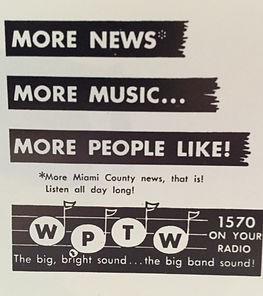 MORE NEWS*
MORE MUSIC...
MORE PEOPLE LIKE!
*More Miami County news, that is!
Listen all day long!
WPTW
1570
ON YOUR
RADIO
The big, bright sound...the big band sound!